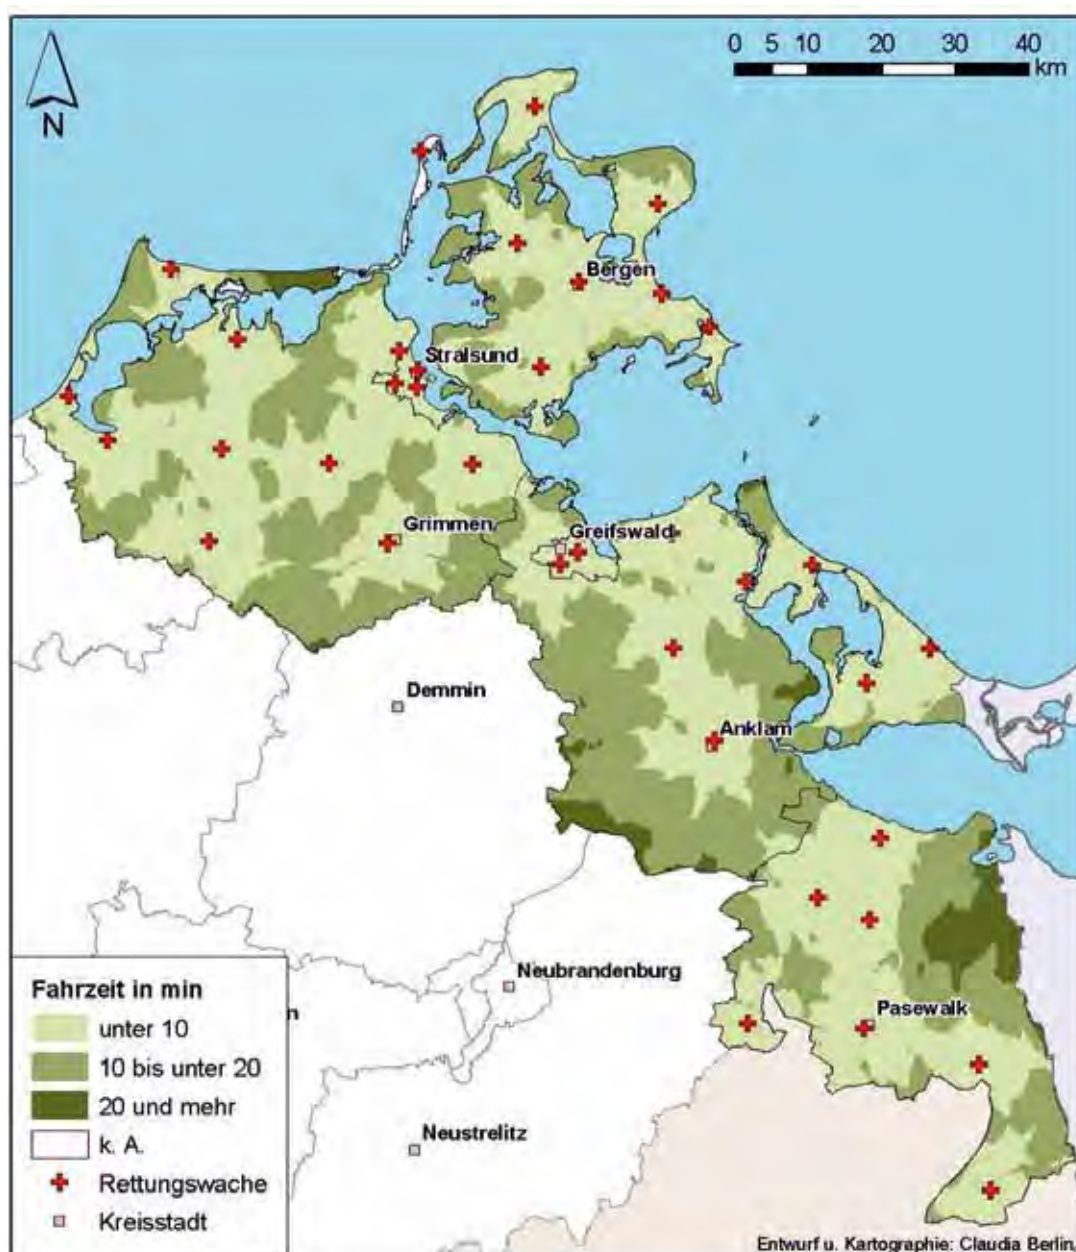 0 5 10 20 30 40
km
N
Bergen
Stralsund
Grimmen
Greifswald
Demmin
Anklam
Neubrandenburg
n
Pasewalk
Neustrelitz
Fahrzeit in min
unter 10
10 bis unter 20
20 und mehr
k. A.
Rettungswache
Kreisstadt
Entwurf u. Kartographie: Claudia Berlin